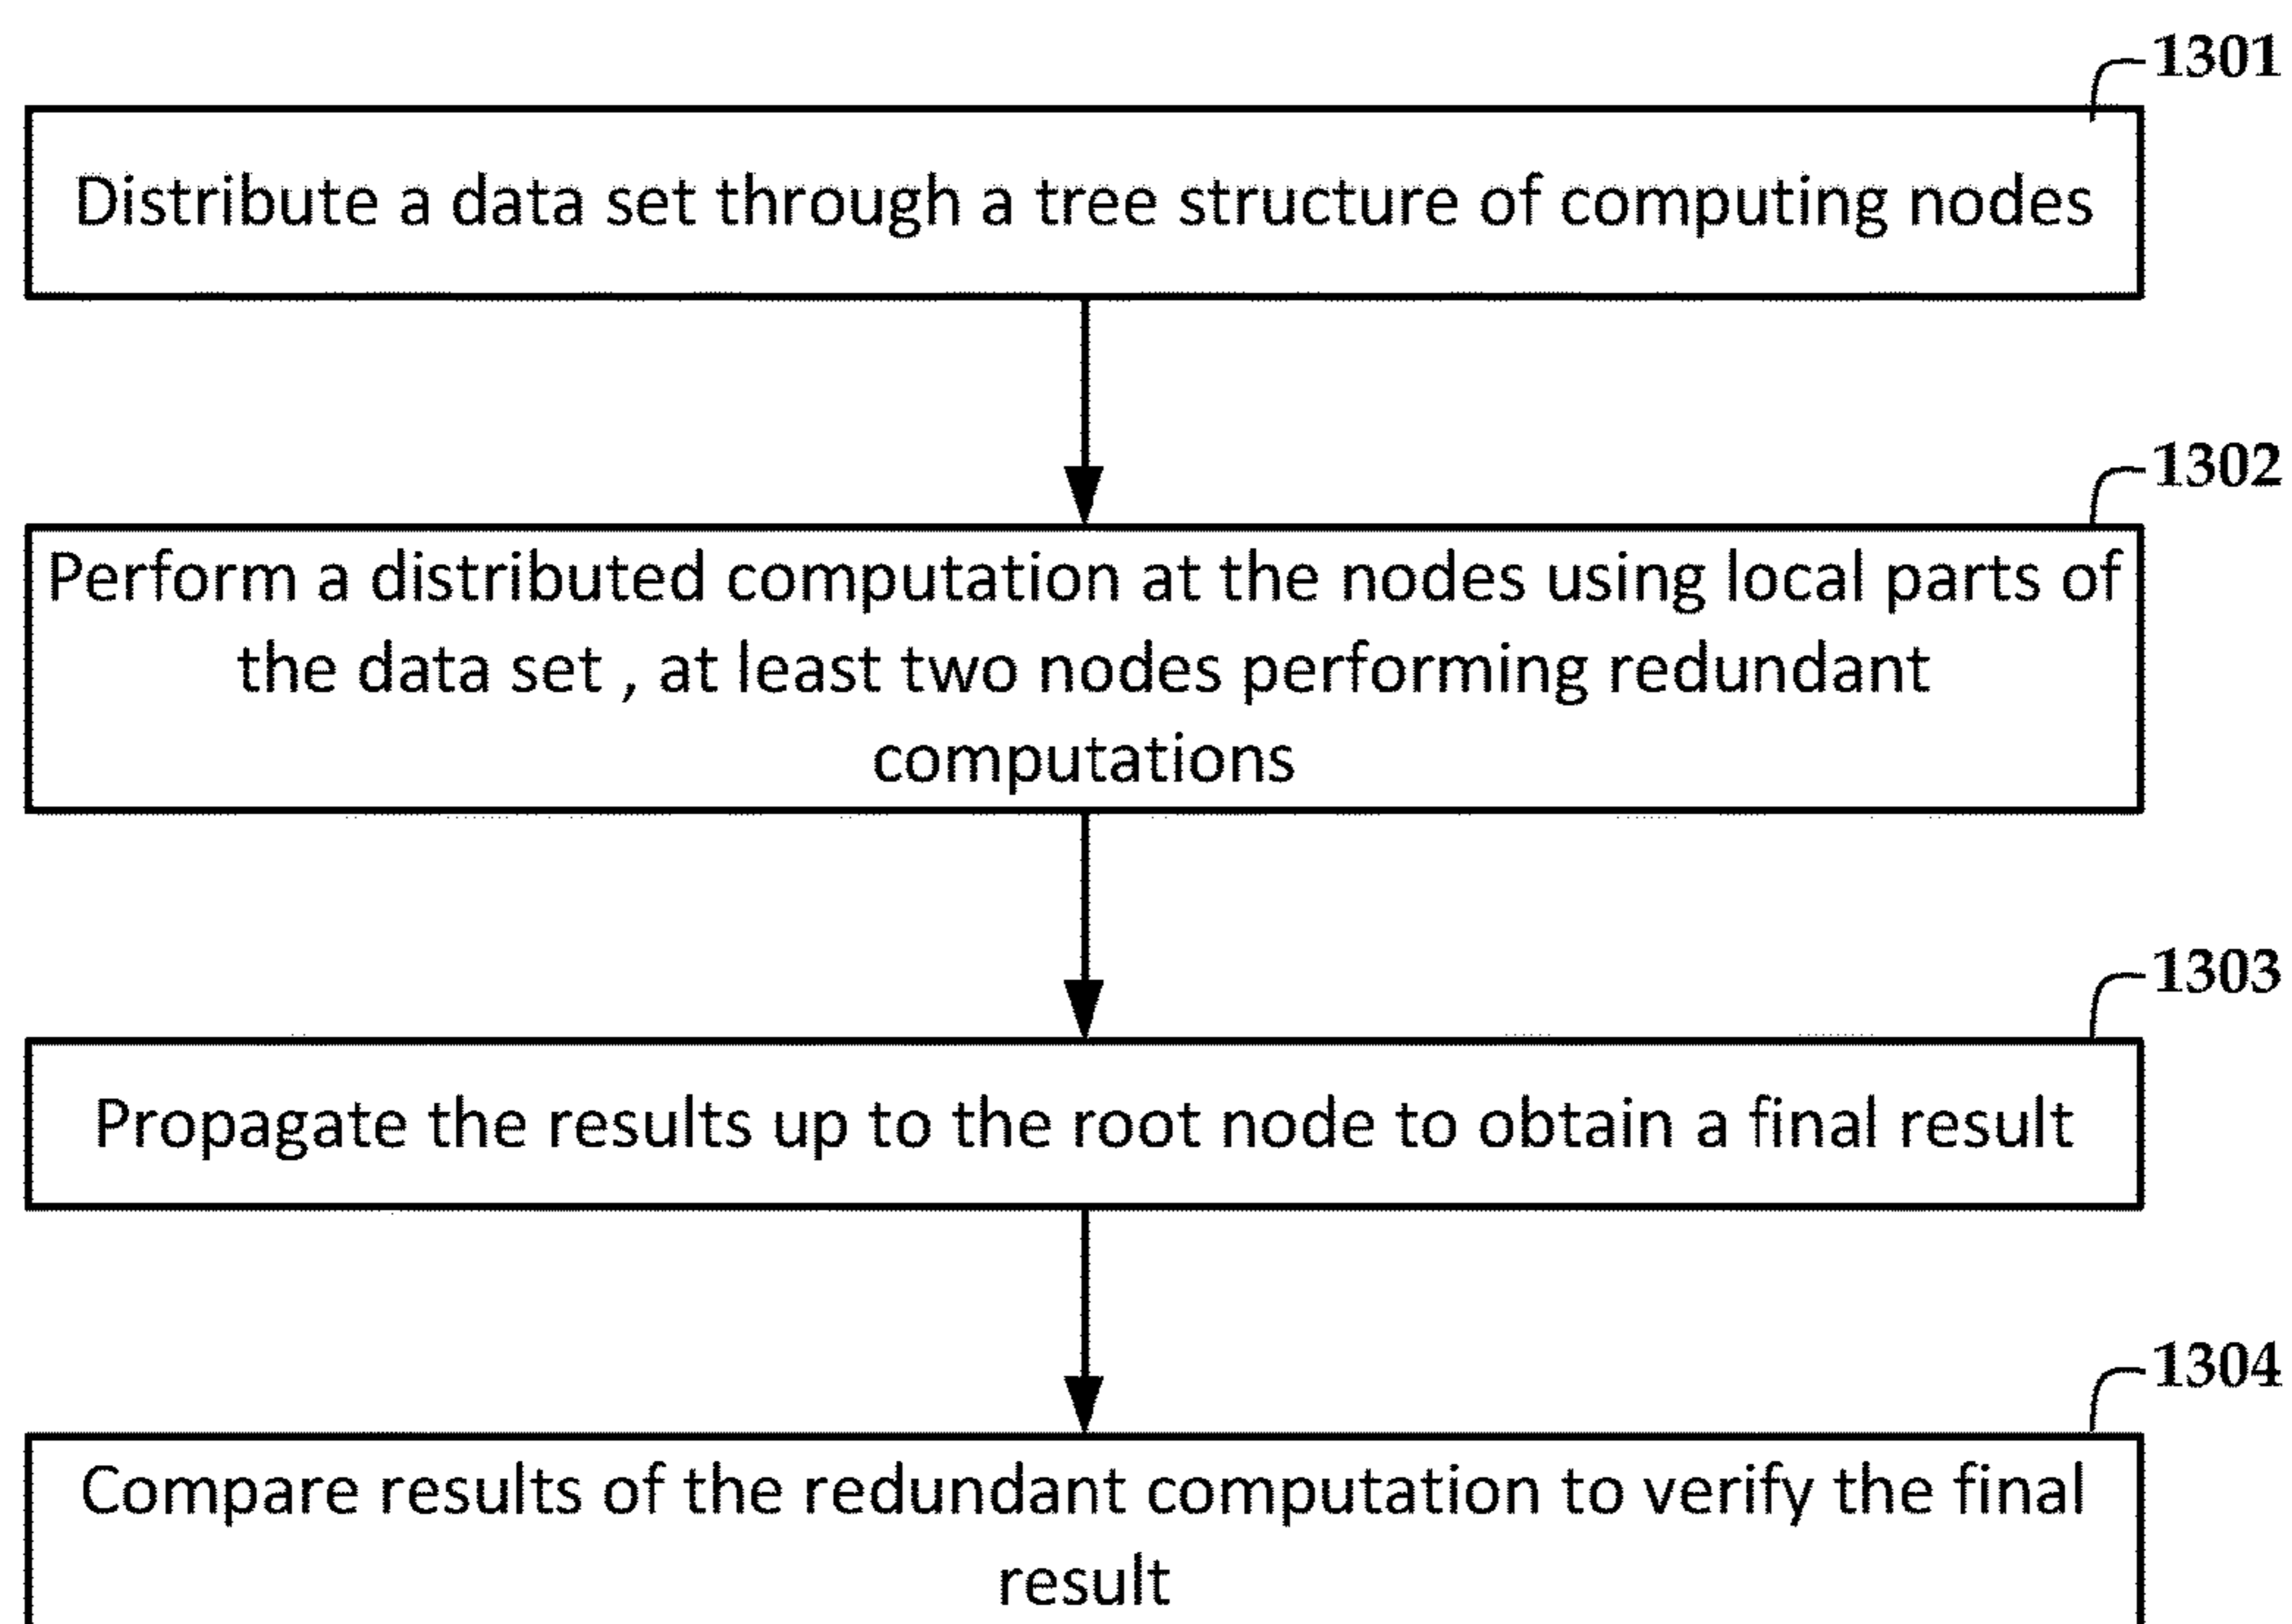 1301
Distribute a data set through a tree structure of computing nodes
1302
Perform a distributed computation at the nodes using local parts of
the data set , at least two nodes performing redundant
computations
1303
Propagate the results up to the root node to obtain a final result
1304
Compare results of the redundant computation to verify the final
result